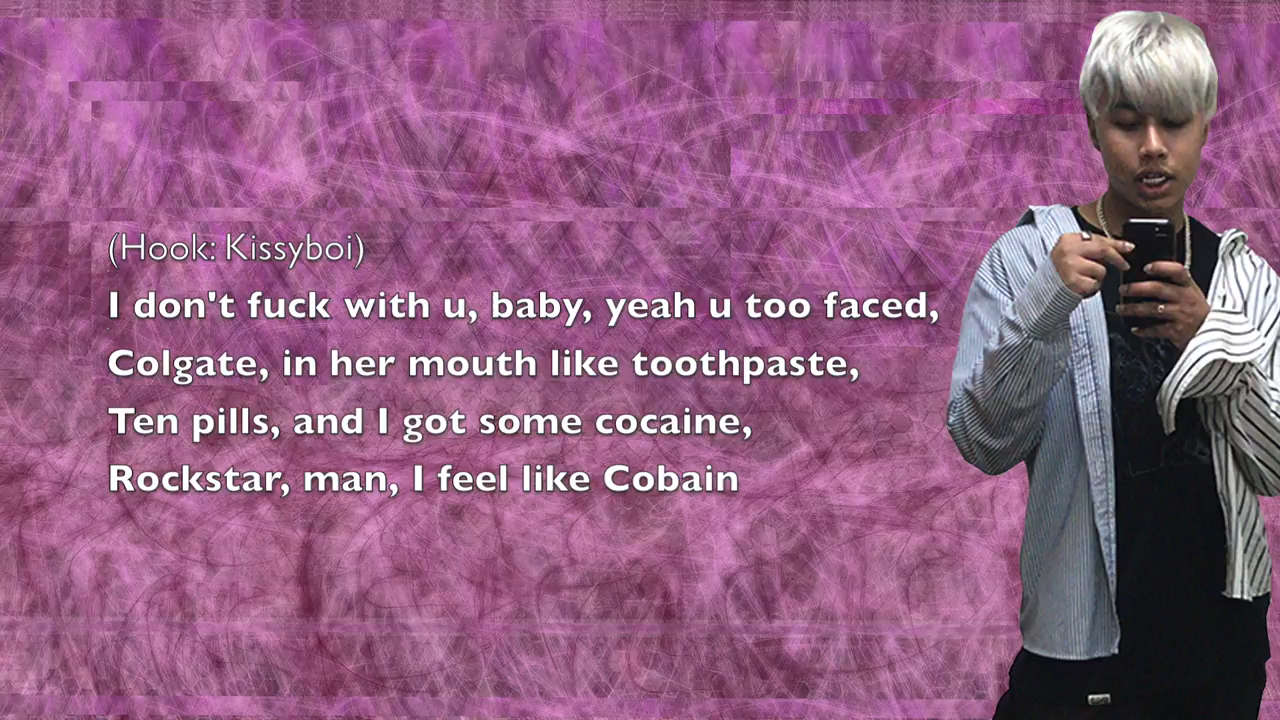 (Hook: Kissyboi)
I don't fuck with u, baby, yeah u too faced,
Colgate, in her mouth like toothpaste,
Ten pills, and I got some cocaine,
Rockstar, man, I feel like Cobain